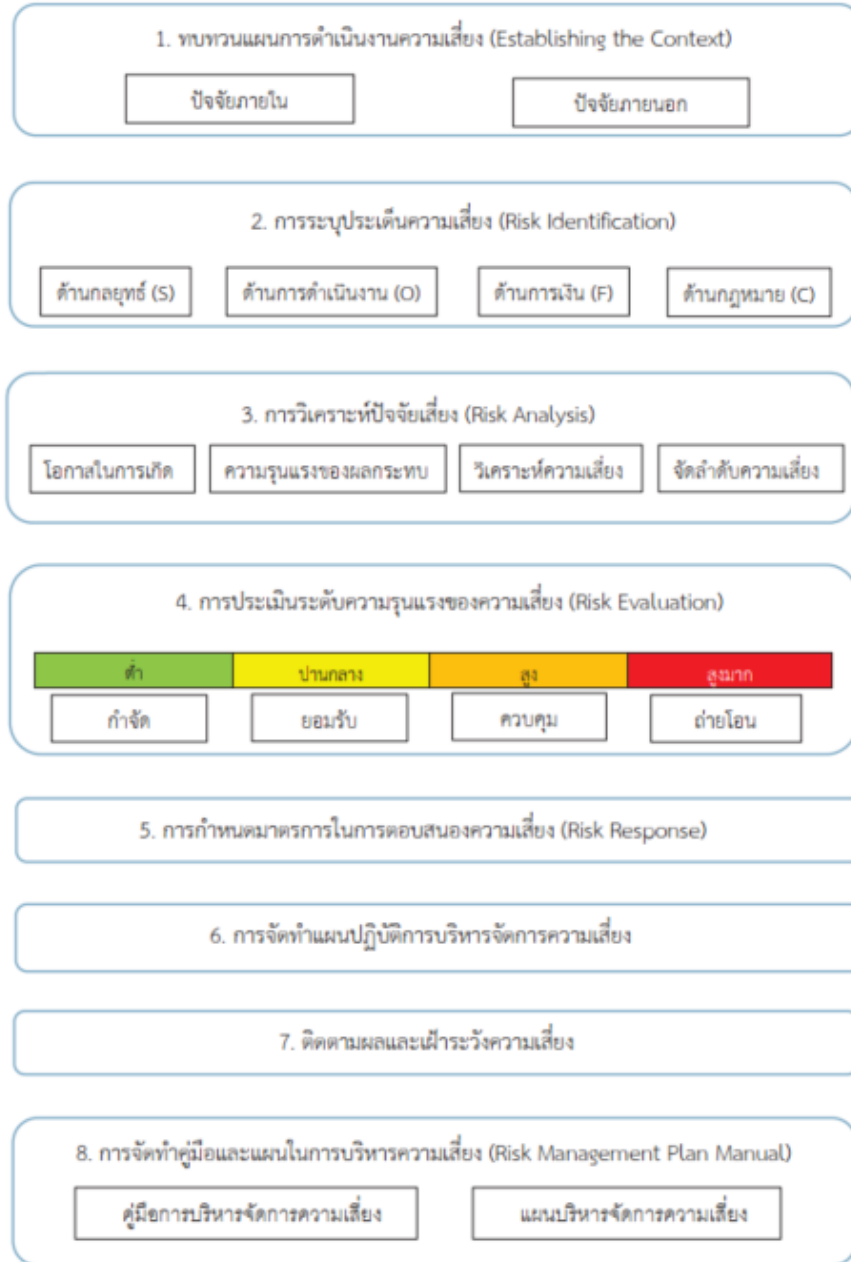 1. ทบทวนแผนการดำเนินงานความเสี่ยง (Establishing the Context)
ปัจจัยภายใน ปัจจัยภายนอก
2. การระบุประเด็นความเสี่ยง (Risk Identification)
ด้านกลยุทธ์ (S) ด้านการดำเนินงาน (O) ด้านการเงิน (F) ด้านกฎหมาย (C)
3. การวิเคราะห์ปัจจัยเสี่ยง (Risk Analysis)
โอกาสในการเกิด ความรุนแรงของผลกระทบ วิเคราะห์ความเสี่ยง จัดลำดับความเสี่ยง
4. การประเมินระดับความรุนแรงของความเสี่ยง (Risk Evaluation)
ต่ำ ปานกลาง สูง สูงมาก
กำจัด ยอมรับ ควบคุม ถ่ายโอน
5. การกำหนดมาตรการในการตอบสนองความเสี่ยง (Risk Response)
6. การจัดทำแผนปฏิบัติการบริหารจัดการความเสี่ยง
7. ติดตามผลและเฝ้าระวังความเสี่ยง
8. การจัดทำคู่มือและแผนในการบริหารความเสี่ยง (Risk Management Plan Manual)
คู่มือการบริหารจัดการความเสี่ยง แผนบริหารจัดการความเสี่ยง